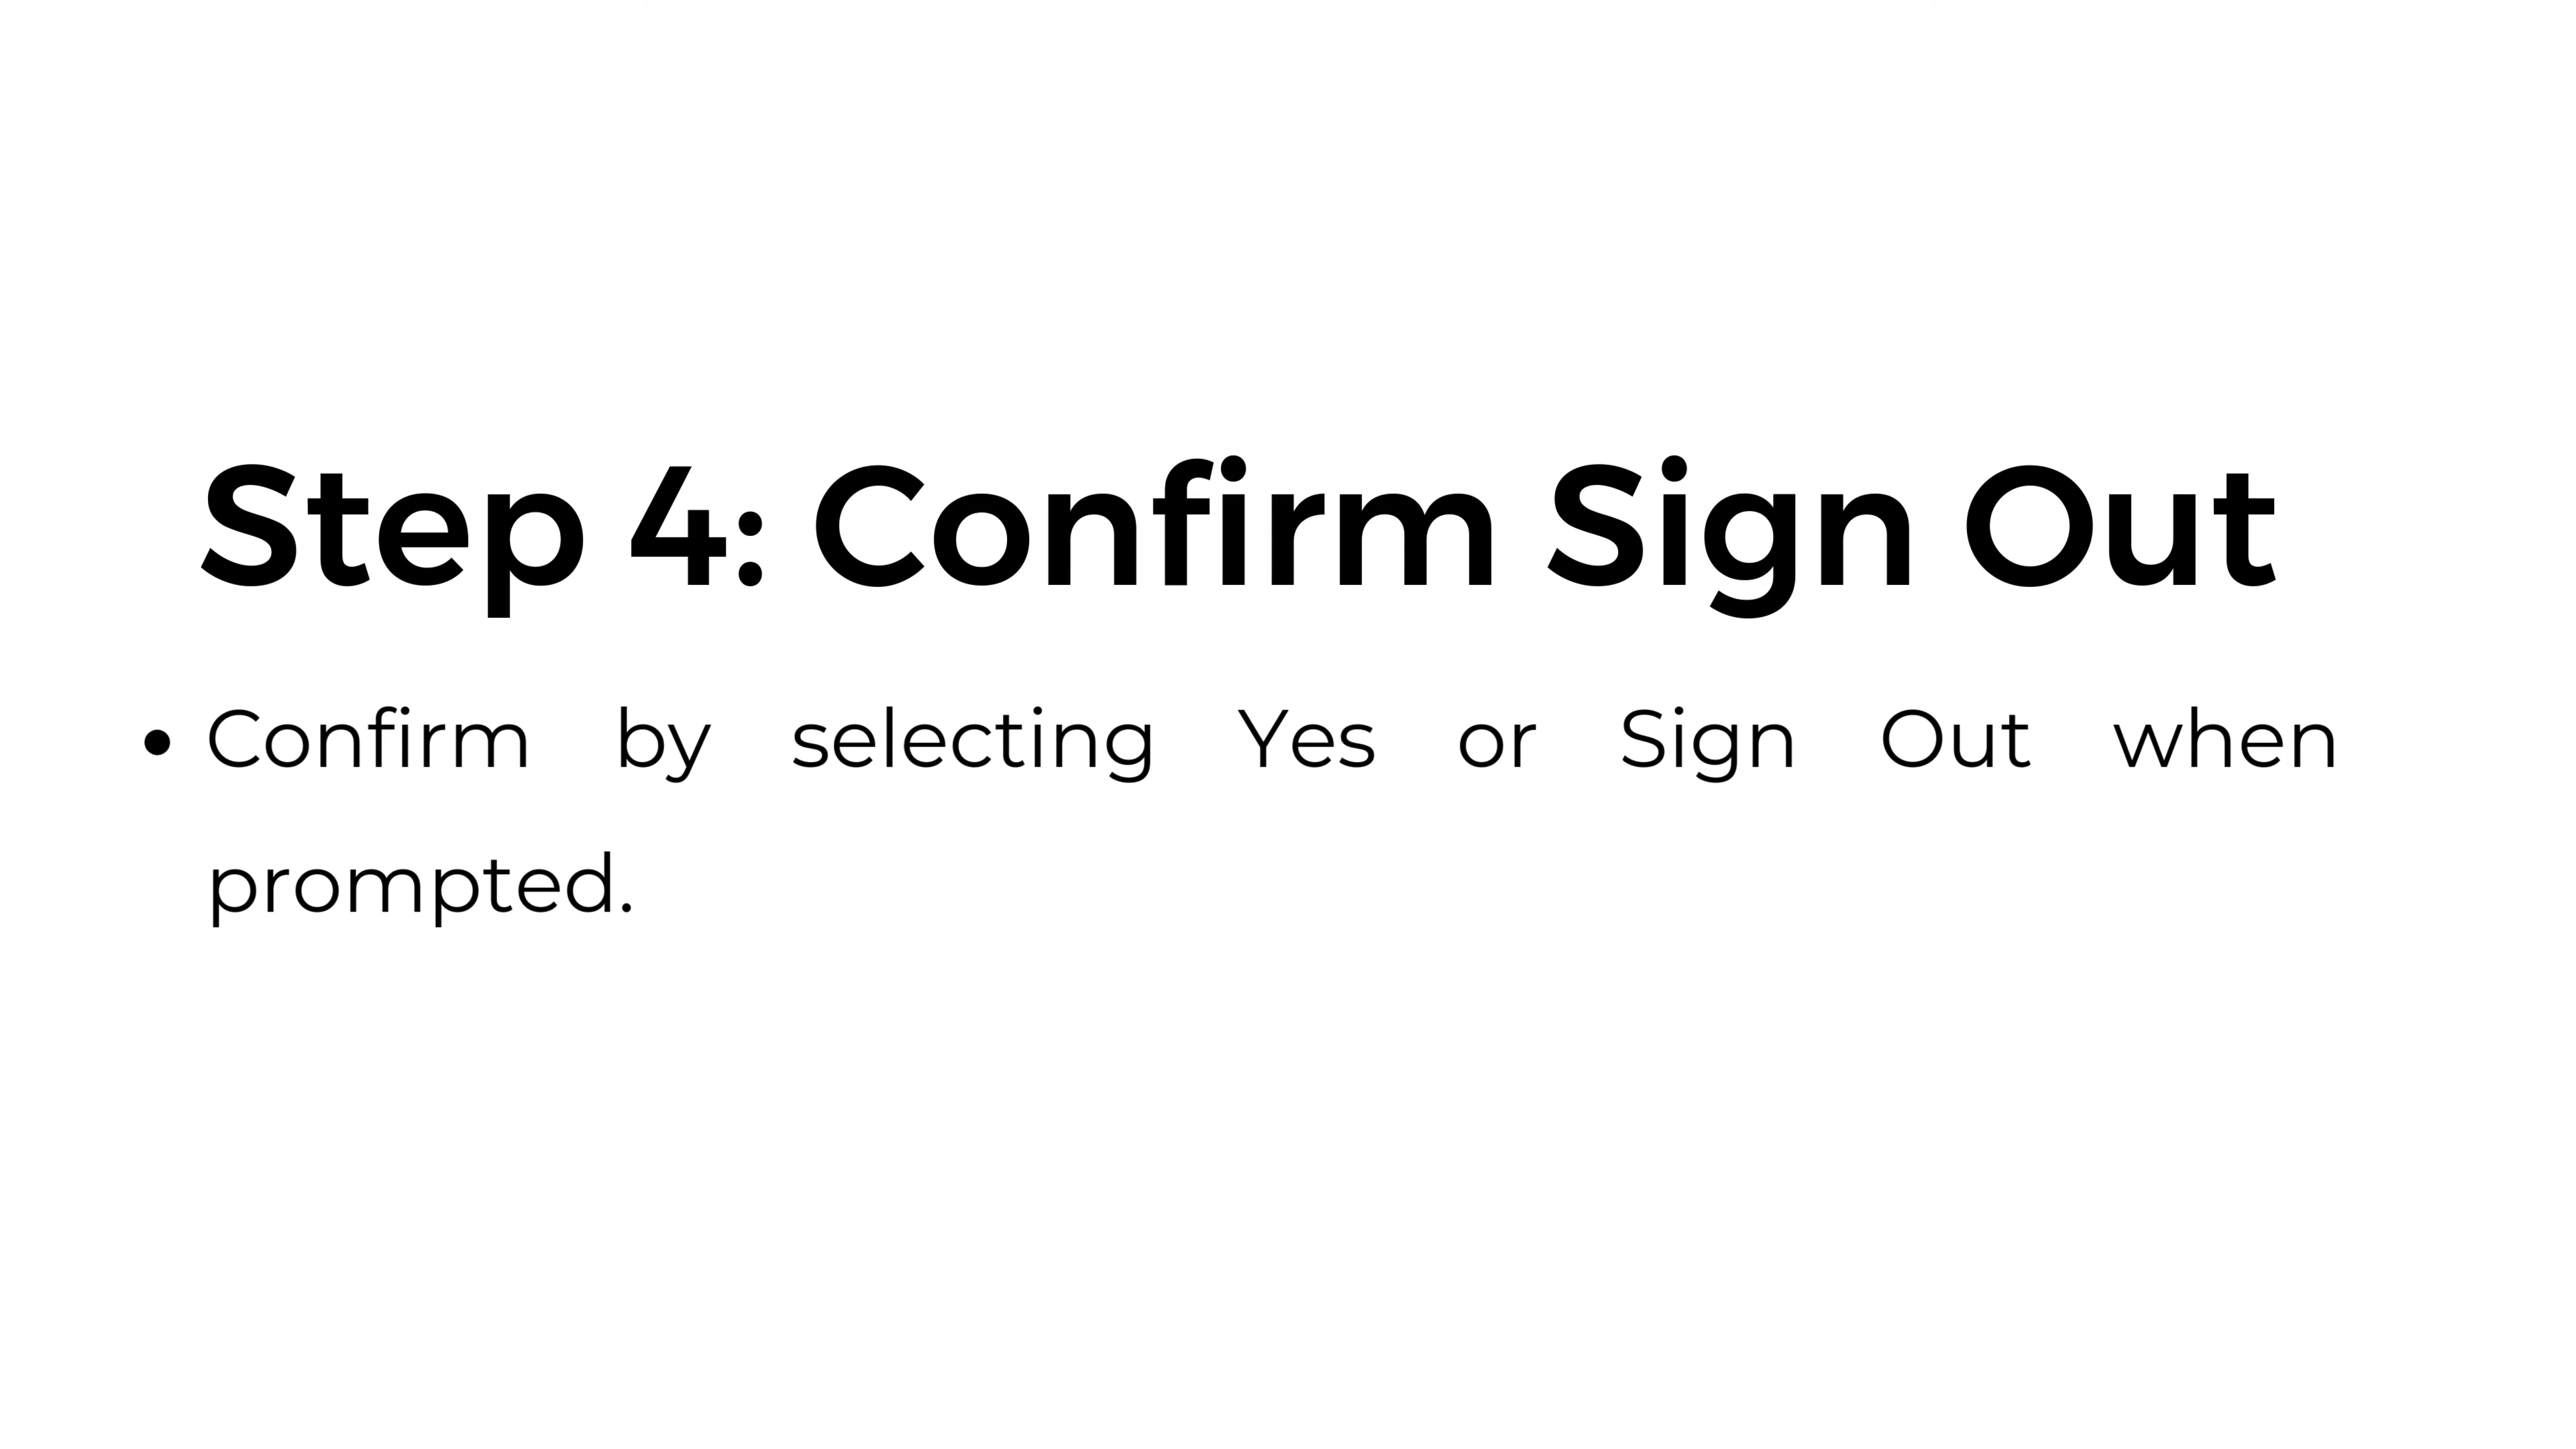 Step 4: Confirm Sign Out
• Confirm by selecting Yes or Sign Out when
prompted.